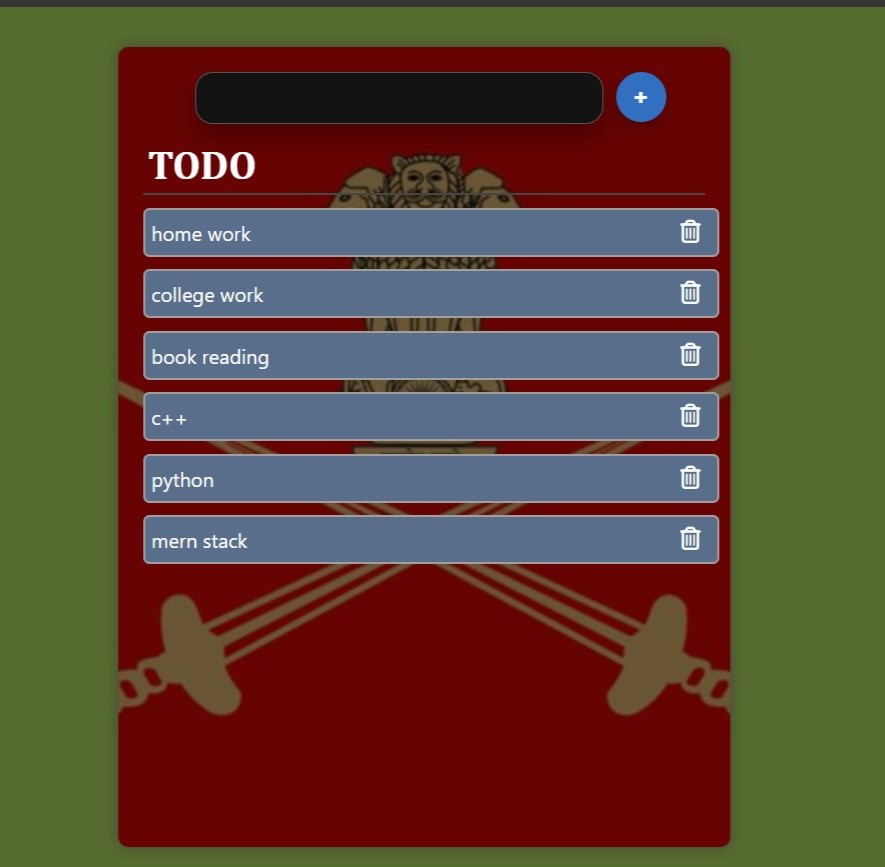 +
TODO
home work
college work
book reading
c++
python
mern stack